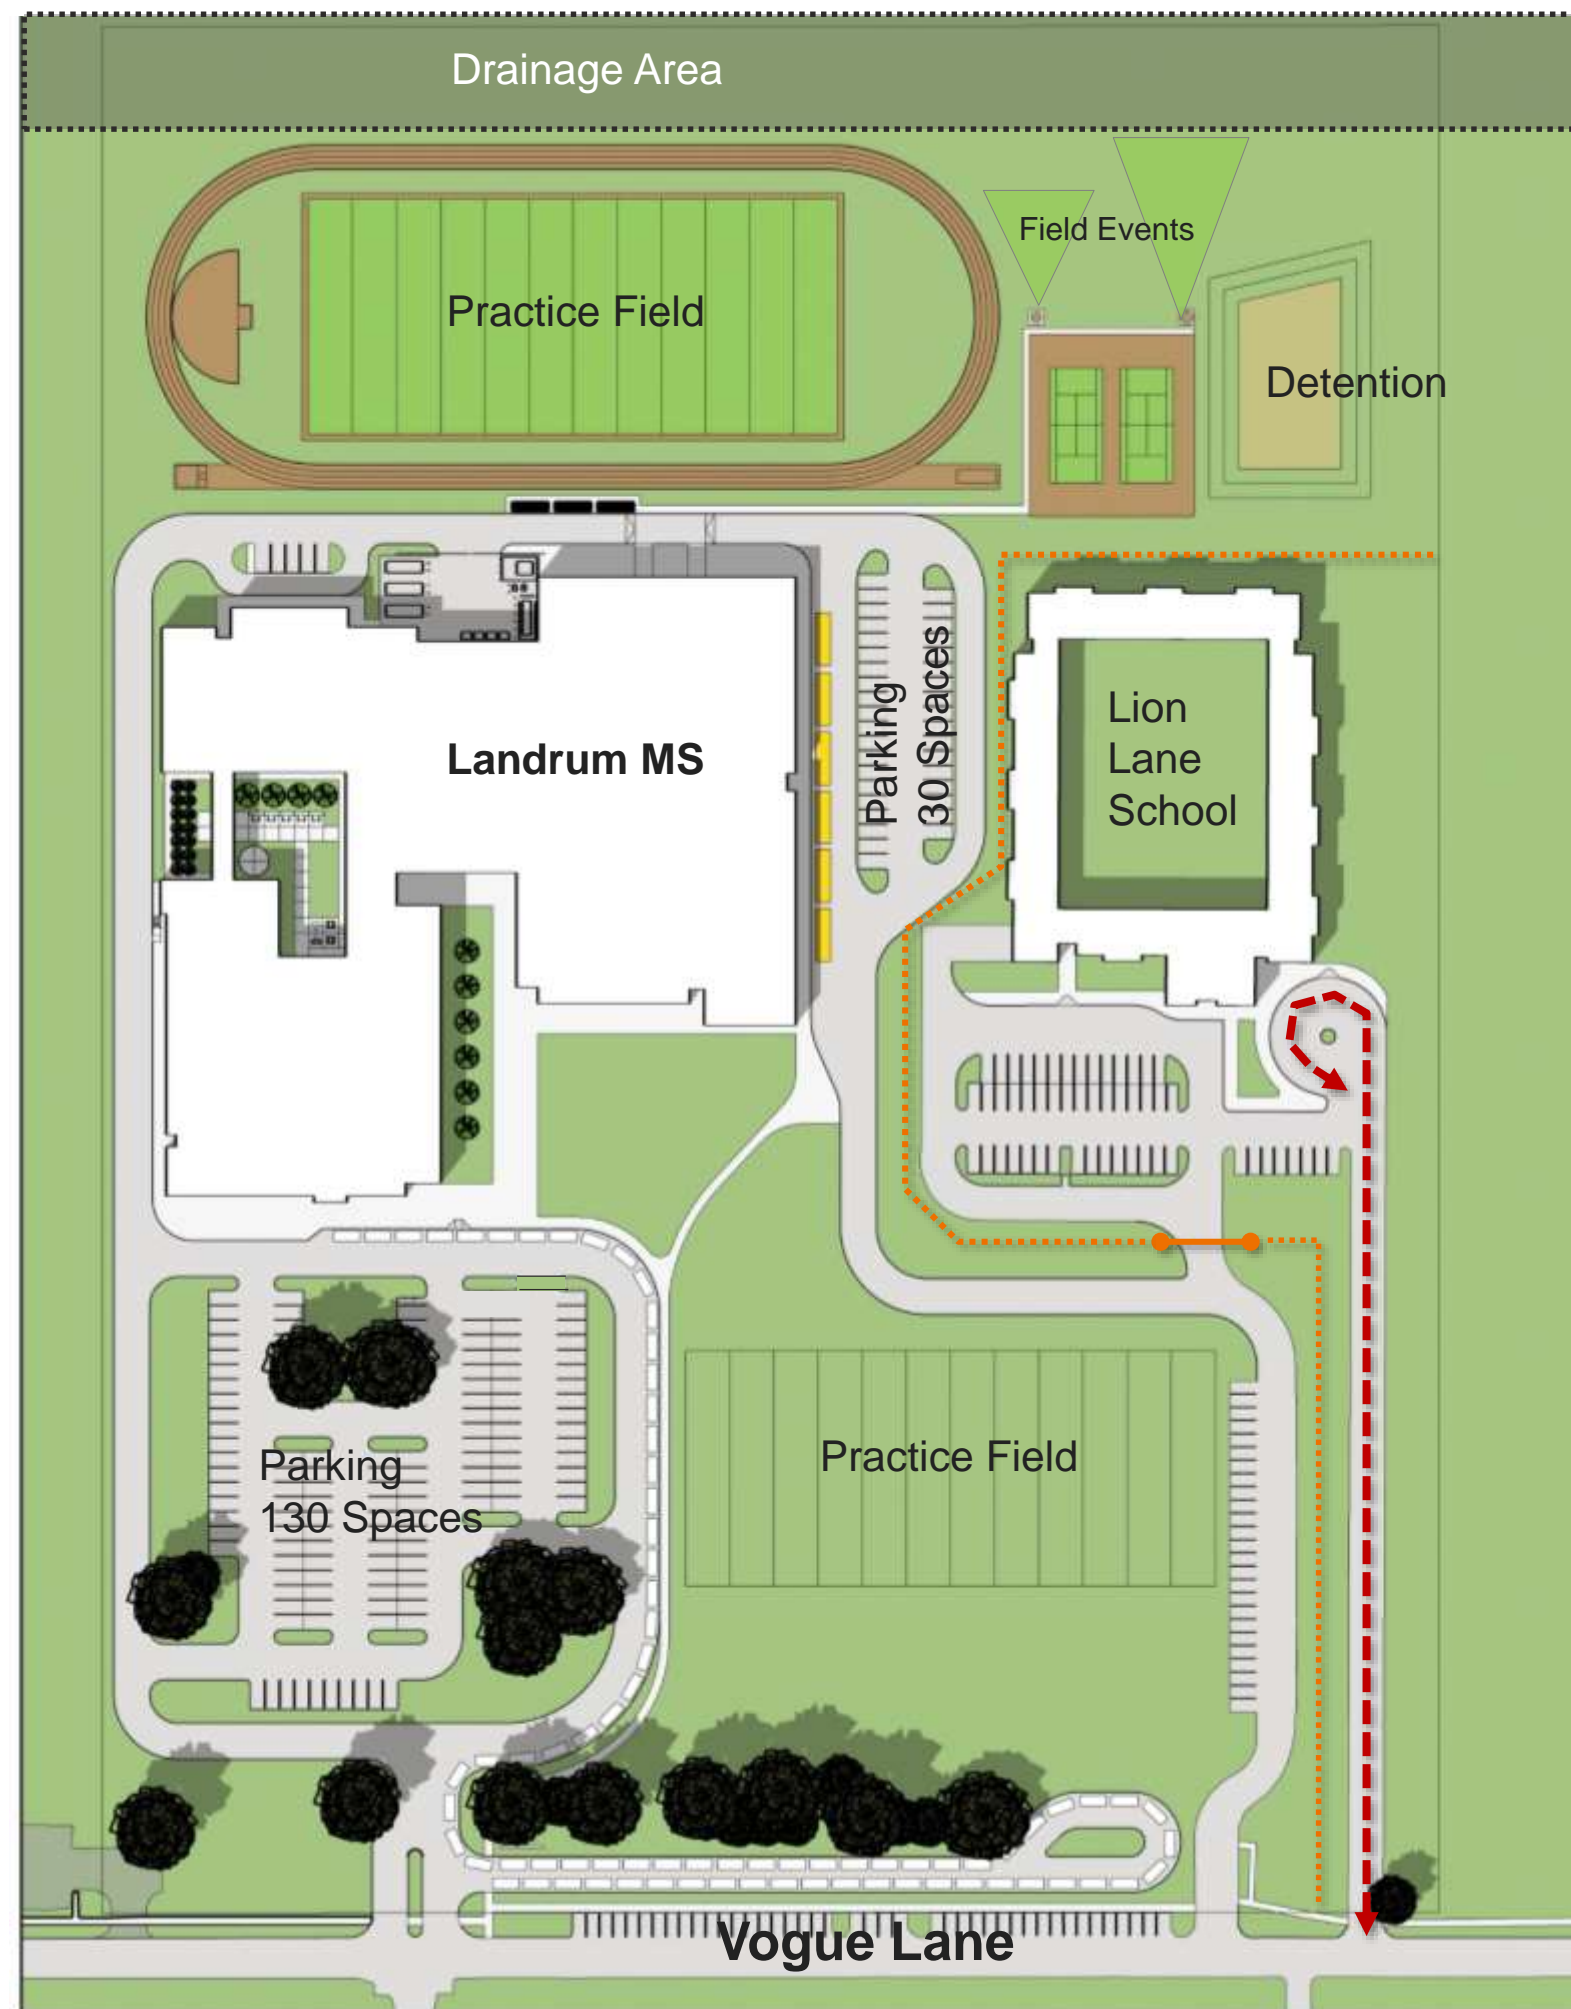 Drainage Area
Field Events
Practice Field
Detention
Parking
30 Spaces
Lion
Lane
School
Landrum MS
Practice Field
Parking
130 Spaces
Vogue Lane